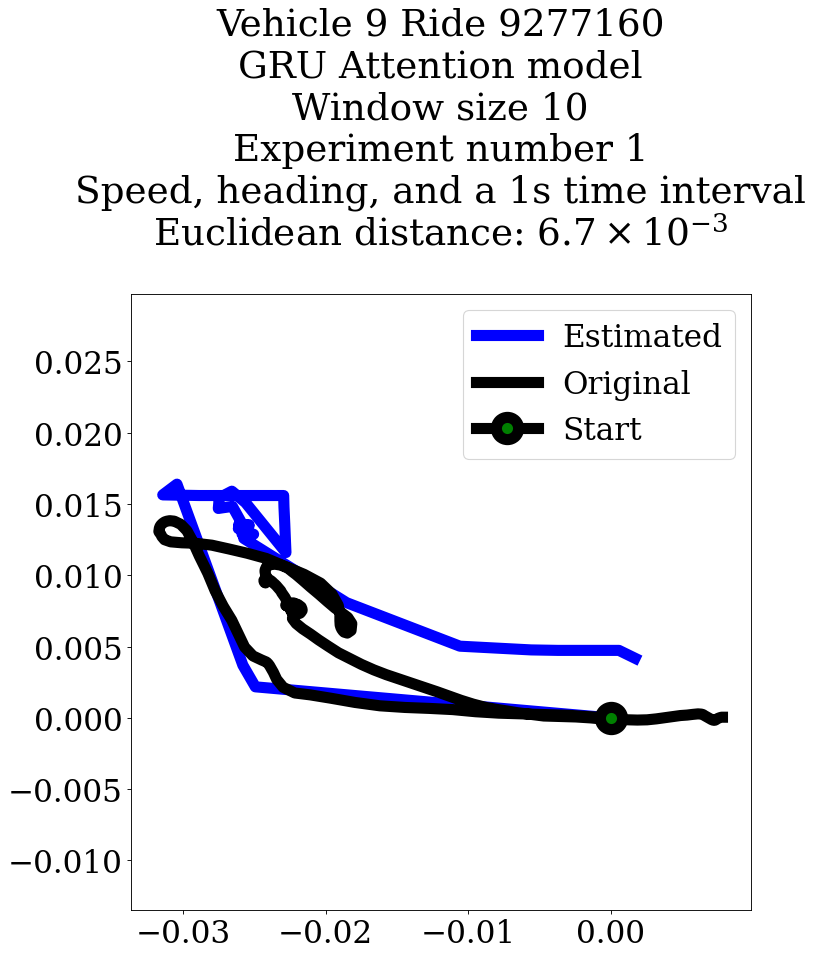 Vehicle 9 Ride 9277160
GRU Attention model
Window size 10
Experiment number 1
Speed, heading, and a 1s time interval
Euclidean distance: 6.7 × 10⁻³
Estimated
Original
Start
0.025
0.020
0.015
0.010
0.005
0.000
−0.005
−0.010
−0.03 −0.02 −0.01 0.00